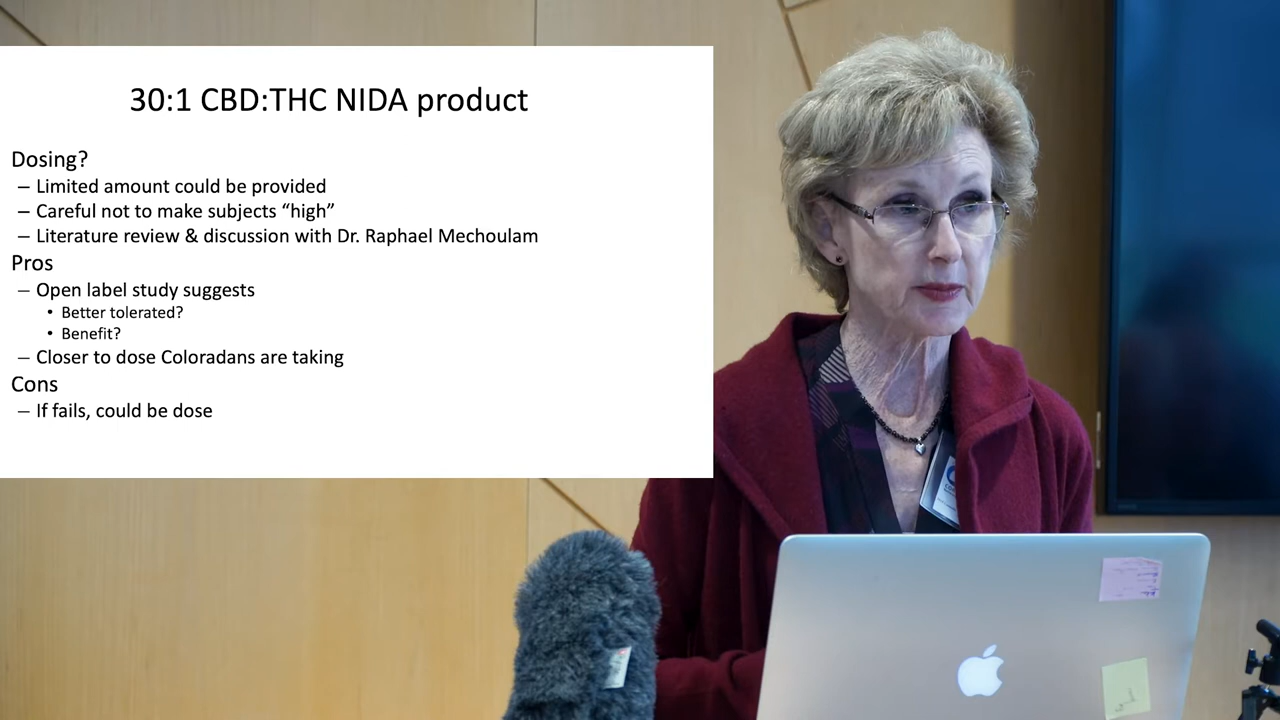 30:1 CBD:THC NIDA product
Dosing?
– Limited amount could be provided
– Careful not to make subjects “high”
– Literature review & discussion with Dr. Raphael Mechoulam
Pros
– Open label study suggests
• Better tolerated?
• Benefit?
– Closer to dose Coloradans are taking
Cons
– If fails, could be dose